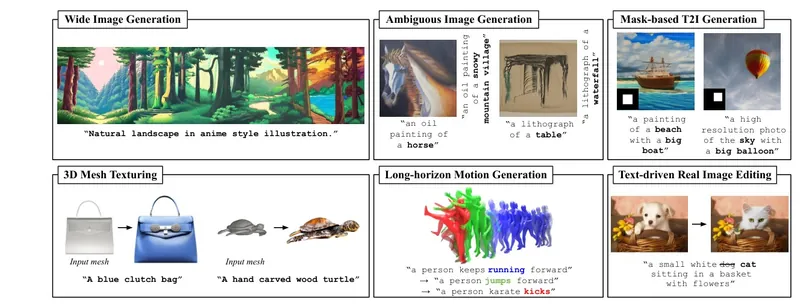 Wide Image Generation
"Natural landscape in anime style illustration."
Ambiguous Image Generation
"an oil
painting of
a horse"
"an oil painting
of a snowy
mountain village"
"a lithograph
of a table"
"a lithograph of a
waterfall"
Mask-based T2I Generation
"a painting
of a beach
with a big
boat"
"a high
resolution photo
of the sky with
a big balloon"
3D Mesh Texturing
Input mesh
"A blue clutch bag"
Input mesh
"A hand carved wood turtle"
Long-horizon Motion Generation
"a person keeps running forward"
→ "a person jumps forward"
→ "a person karate kicks"
Text-driven Real Image Editing
"a small white dog cat
sitting in a basket
with flowers"